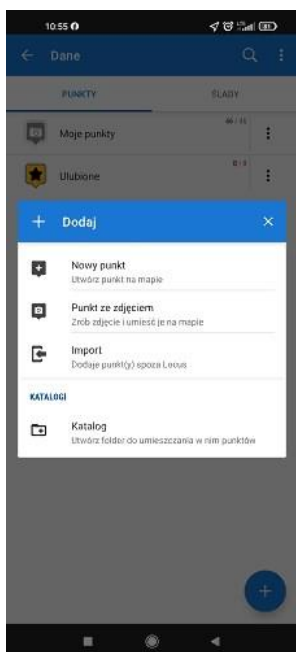 10:55
Dane
PUNKTY
ŚLADY
Moje punkty
Ulubione
Dodaj
Nowy punkt
Utwórz punkt na mapie
Punkt ze zdjęciem
Zrób zdjęcie i umieść je na mapie
Import
Dodaje punkt(y) spoza Locus
KATALOGI
Katalog
Utwórz folder do umieszczania w nim punktów